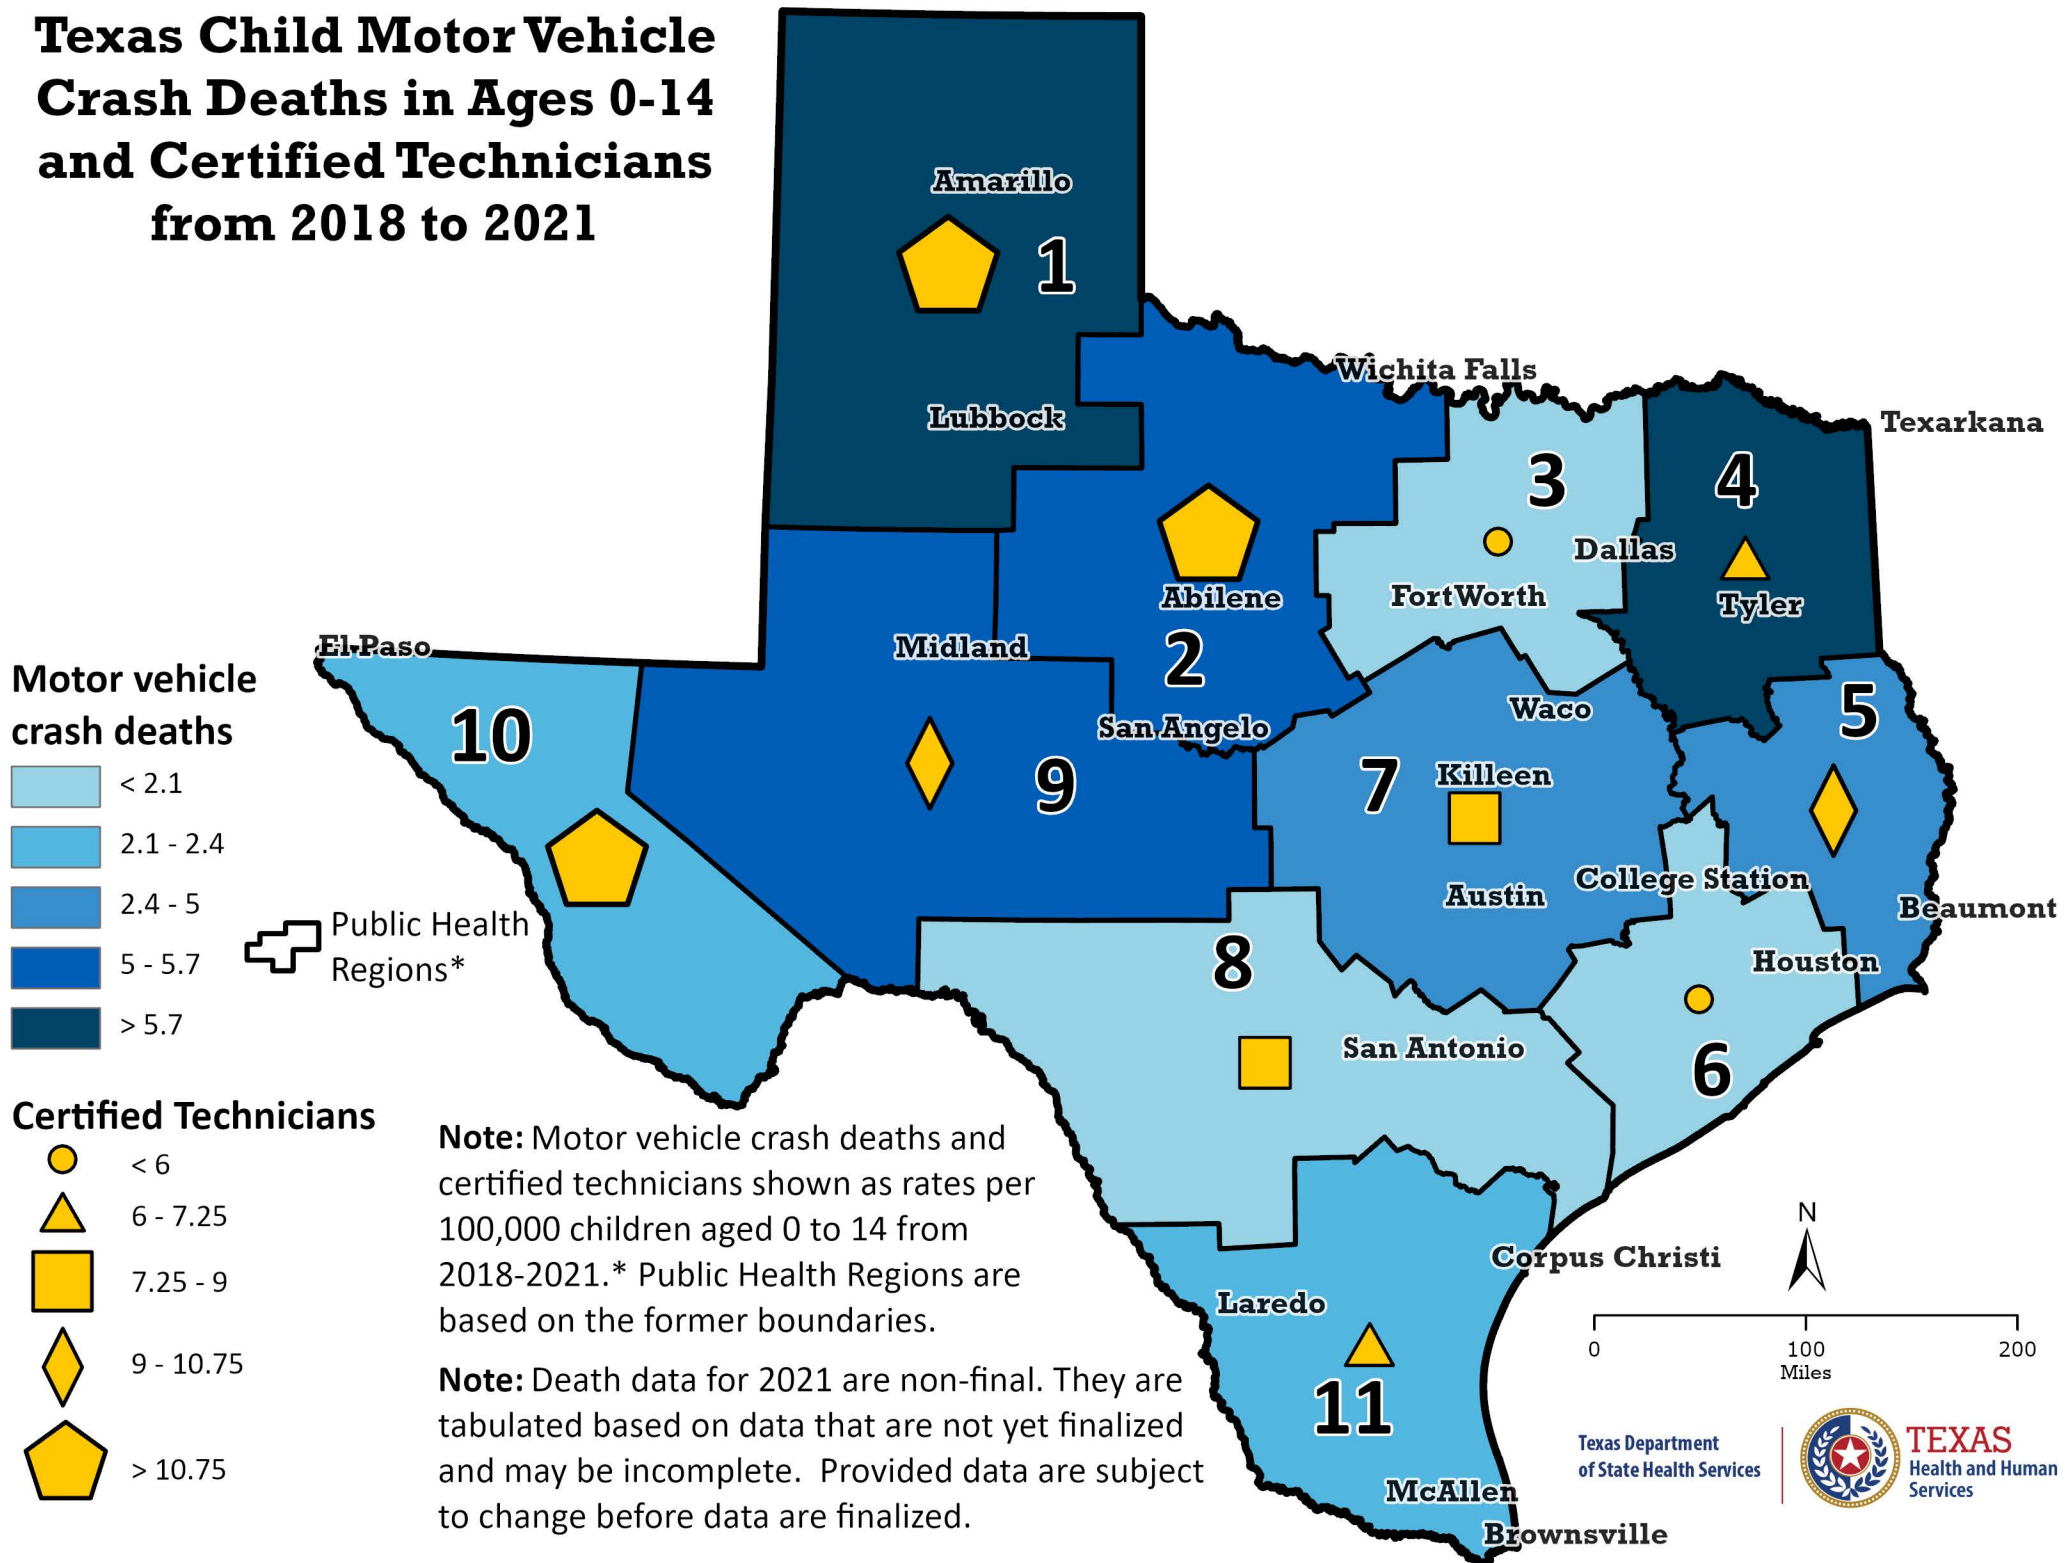 Texas Child Motor Vehicle
Crash Deaths in Ages 0-14
and Certified Technicians
from 2018 to 2021
Amarillo
1
Lubbock
Wichita Falls
Texarkana
3
4
Dallas
Fort Worth
Tyler
Abilene
2
San Angelo
Midland
El Paso
10
9
Waco
5
7
Killeen
College Station
Austin
Beaumont
8
Houston
San Antonio
6
Corpus Christi
Laredo
11
McAllen
Brownsville
Motor vehicle
crash deaths
< 2.1
2.1 - 2.4
2.4 - 5
5 - 5.7
> 5.7
Public Health
Regions*
Certified Technicians
< 6
6 - 7.25
7.25 - 9
9 - 10.75
> 10.75
Note: Motor vehicle crash deaths and
certified technicians shown as rates per
100,000 children aged 0 to 14 from
2018-2021.* Public Health Regions are
based on the former boundaries.
Note: Death data for 2021 are non-final. They are
tabulated based on data that are not yet finalized
and may be incomplete.  Provided data are subject
to change before data are finalized.
N
0 100 200
Miles
Texas Department
of State Health Services
TEXAS
Health and Human
Services